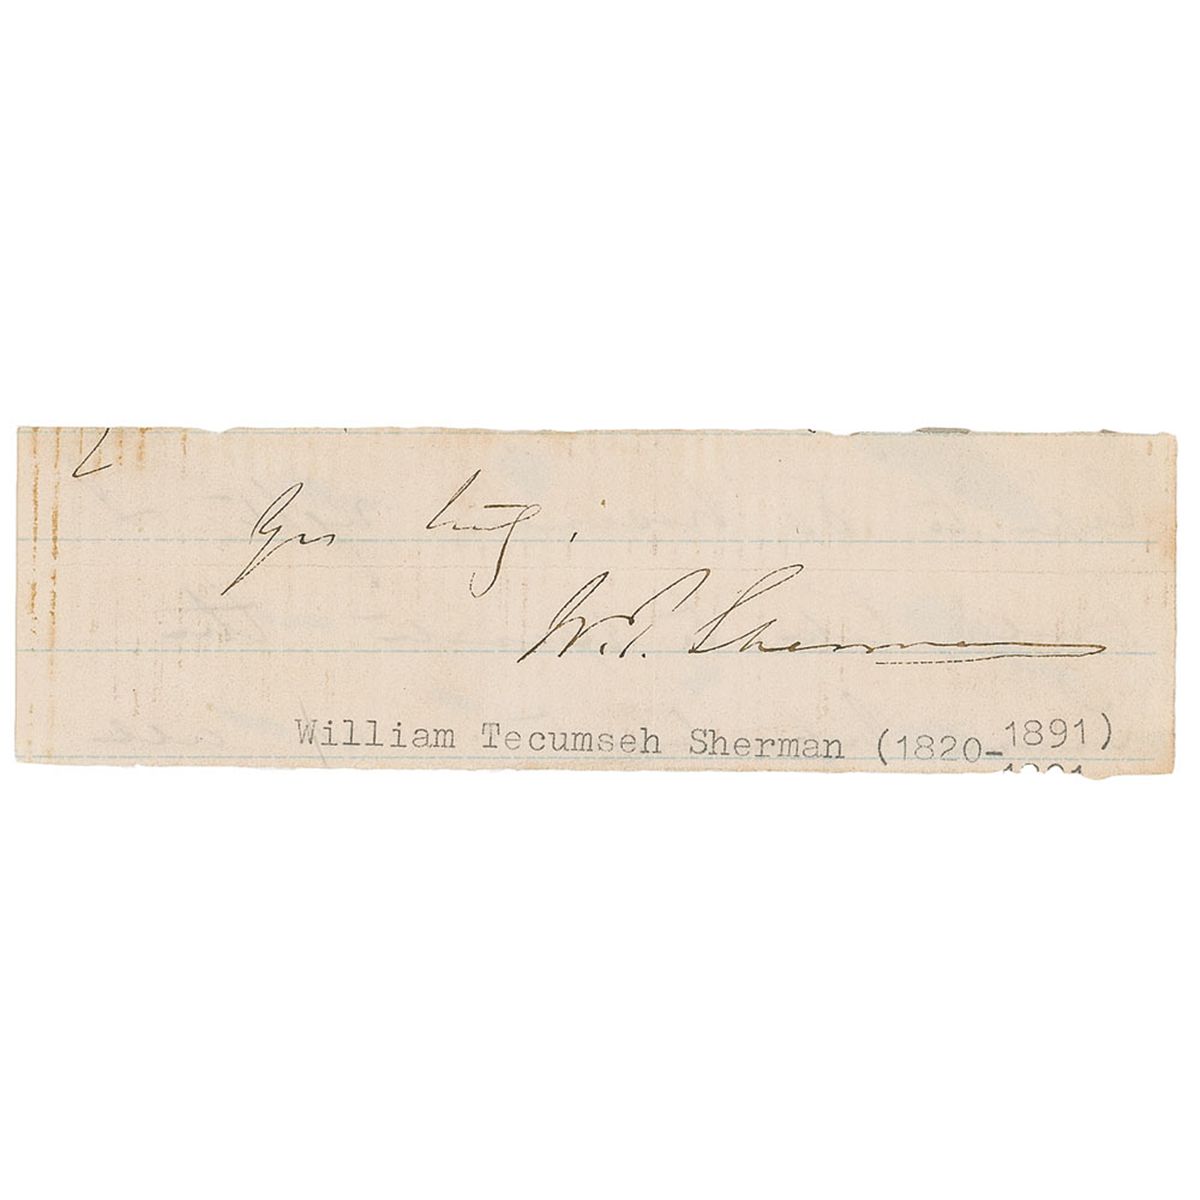 Yrs truly,
W.T. Sherman
William Tecumseh Sherman (1820-1891)